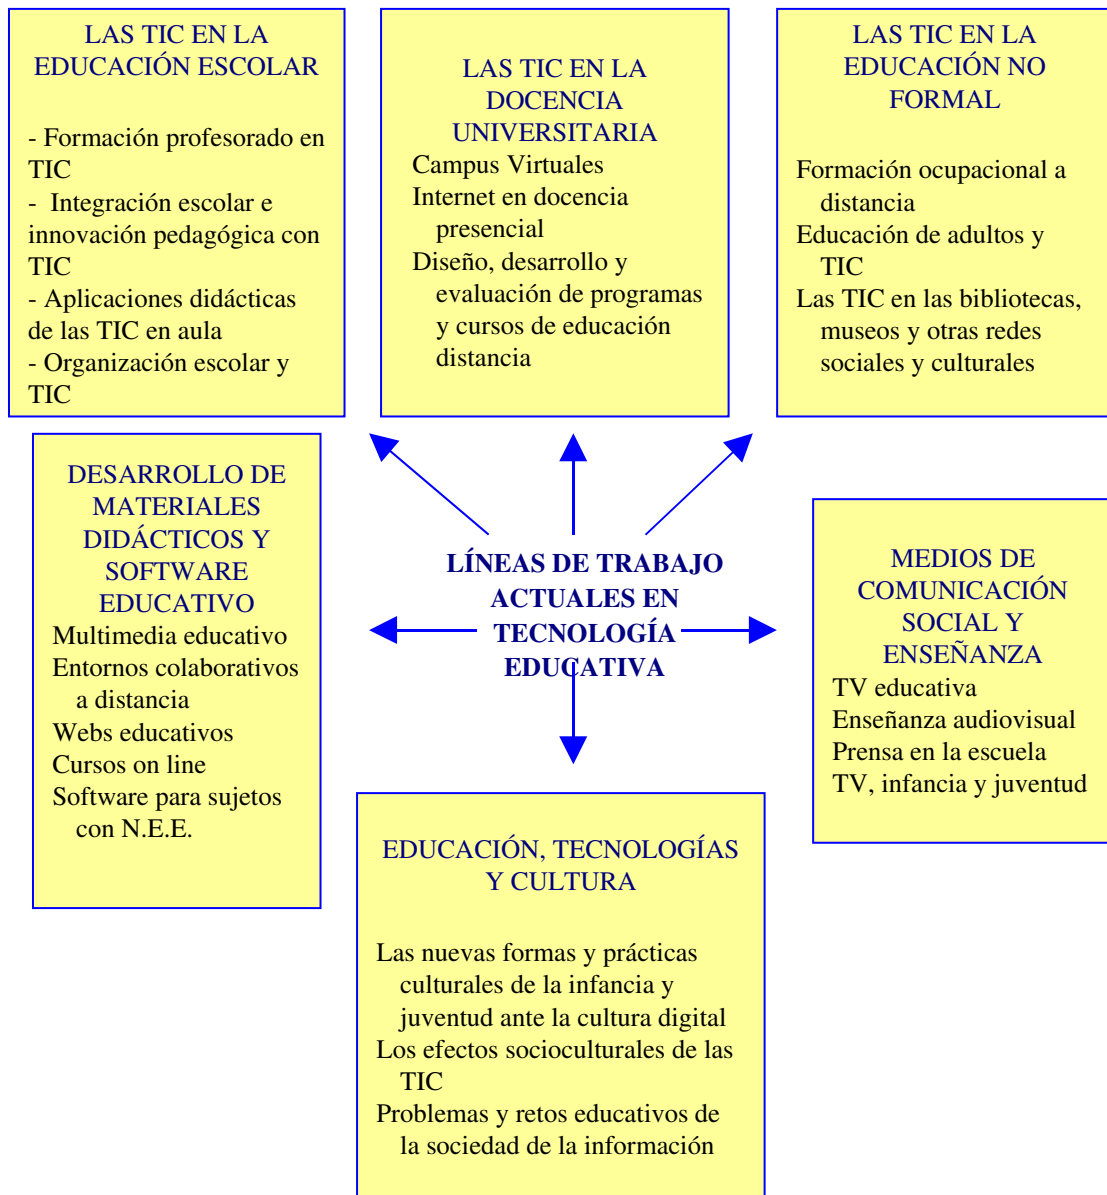 LAS TIC EN LA
EDUCACIÓN ESCOLAR
- Formación profesorado en
TIC
- Integración escolar e
innovación pedagógica con
TIC
- Aplicaciones didácticas
de las TIC en aula
- Organización escolar y
TIC
LAS TIC EN LA
DOCENCIA
UNIVERSITARIA
Campus Virtuales
Internet en docencia
presencial
Diseño, desarrollo y
evaluación de programas
y cursos de educación
distancia
LAS TIC EN LA
EDUCACIÓN NO
FORMAL
Formación ocupacional a
distancia
Educación de adultos y
TIC
Las TIC en las bibliotecas,
museos y otras redes
sociales y culturales
DESARROLLO DE
MATERIALES
DIDÁCTICOS Y
SOFTWARE
EDUCATIVO
Multimedia educativo
Entornos colaborativos
a distancia
Webs educativos
Cursos on line
Software para sujetos
con N.E.E.
LÍNEAS DE TRABAJO
ACTUALES EN
TECNOLOGÍA
EDUCATIVA
MEDIOS DE
COMUNICACIÓN
SOCIAL Y
ENSEÑANZA
TV educativa
Enseñanza audiovisual
Prensa en la escuela
TV, infancia y juventud
EDUCACIÓN, TECNOLOGÍAS
Y CULTURA
Las nuevas formas y prácticas
culturales de la infancia y
juventud ante la cultura digital
Los efectos socioculturales de las
TIC
Problemas y retos educativos de
la sociedad de la información